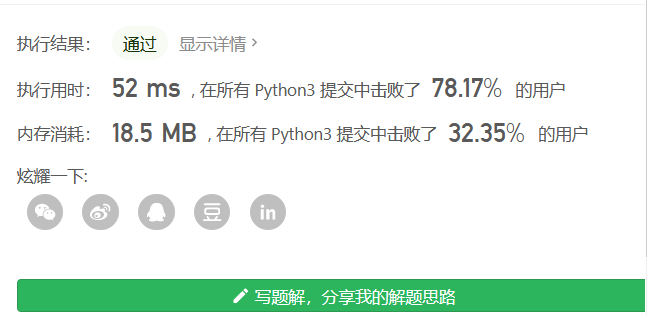 执行结果： 通过 显示详情 >
执行用时： 52 ms , 在所有 Python3 提交中击败了 78.17% 的用户
内存消耗： 18.5 MB , 在所有 Python3 提交中击败了 32.35% 的用户
炫耀一下:
豆 in
写题解，分享我的解题思路